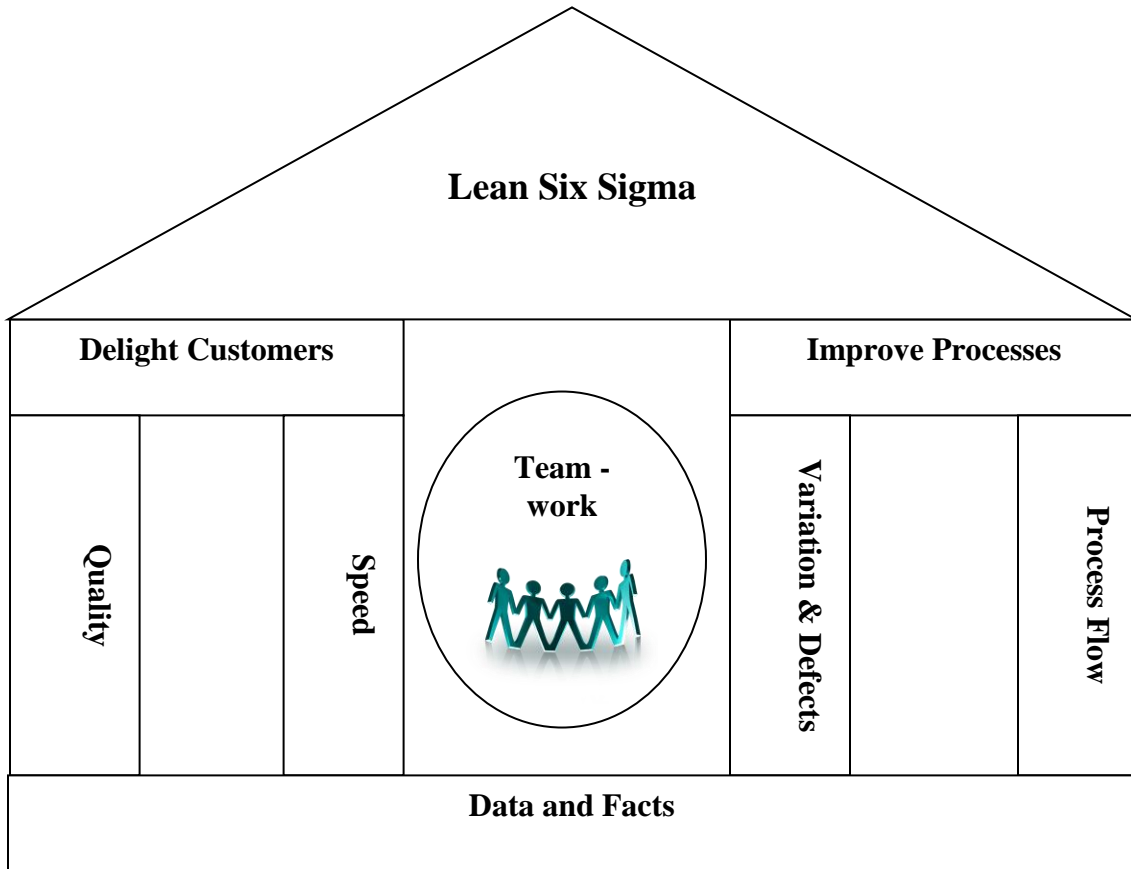 Lean Six Sigma
Delight Customers
Improve Processes
Quality
Speed
Team -
work
Variation & Defects
Process Flow
Data and Facts